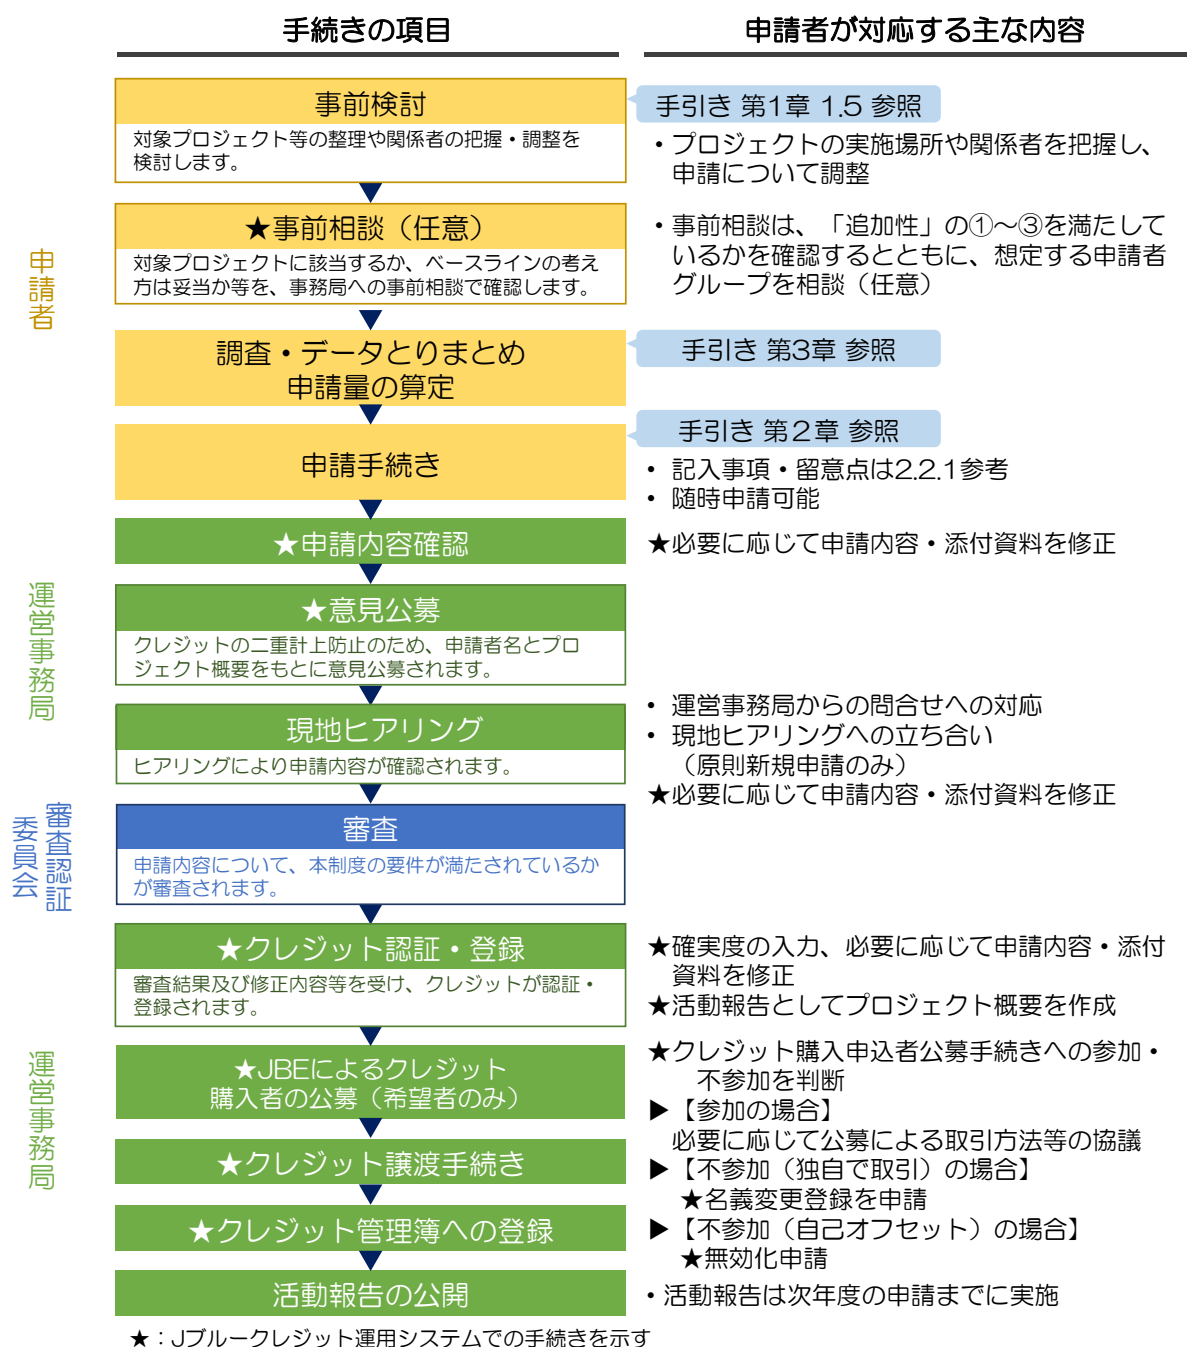 手続きの項目
申請者が対応する主な内容
申請者
事前検討
対象プロジェクト等の整理や関係者の把握・調整を
検討します。
手引き 第1章 1.5 参照
・プロジェクトの実施場所や関係者を把握し、
申請について調整
★事前相談（任意）
対象プロジェクトに該当するか、ベースラインの考え
方は妥当か等を、事務局への事前相談で確認します。
・事前相談は、「追加性」の①～③を満たして
いるかを確認するとともに、想定する申請者
グループを相談（任意）
調査・データとりまとめ
申請量の算定
手引き 第3章 参照
申請手続き
手引き 第２章 参照
・ 記入事項・留意点は2.2.1参考
・ 随時申請可能
運営事務局
★申請内容確認
★必要に応じて申請内容・添付資料を修正
★意見公募
クレジットの二重計上防止のため、申請者名とプロ
ジェクト概要をもとに意見公募されます。
現地ヒアリング
ヒアリングにより申請内容が確認されます。
・ 運営事務局からの問合せへの対応
・ 現地ヒアリングへの立ち合い
（原則新規申請のみ）
★必要に応じて申請内容・添付資料を修正
審査認証
委員会
審査
申請内容について、本制度の要件が満たされているか
が審査されます。
運営事務局
★クレジット認証・登録
審査結果及び修正内容等を受け、クレジットが認証・
登録されます。
★確実度の入力、必要に応じて申請内容・添付
資料を修正
★活動報告としてプロジェクト概要を作成
★JBEによるクレジット
購入者の公募（希望者のみ）
★クレジット購入申込者公募手続きへの参加・
不参加を判断
▶【参加の場合】
必要に応じて公募による取引方法等の協議
★クレジット譲渡手続き
▶【不参加（独自で取引）の場合】
★名義変更登録を申請
★クレジット管理簿への登録
▶【不参加（自己オフセット）の場合】
★無効化申請
活動報告の公開
・活動報告は次年度の申請までに実施
★：Jブルークレジット運用システムでの手続きを示す